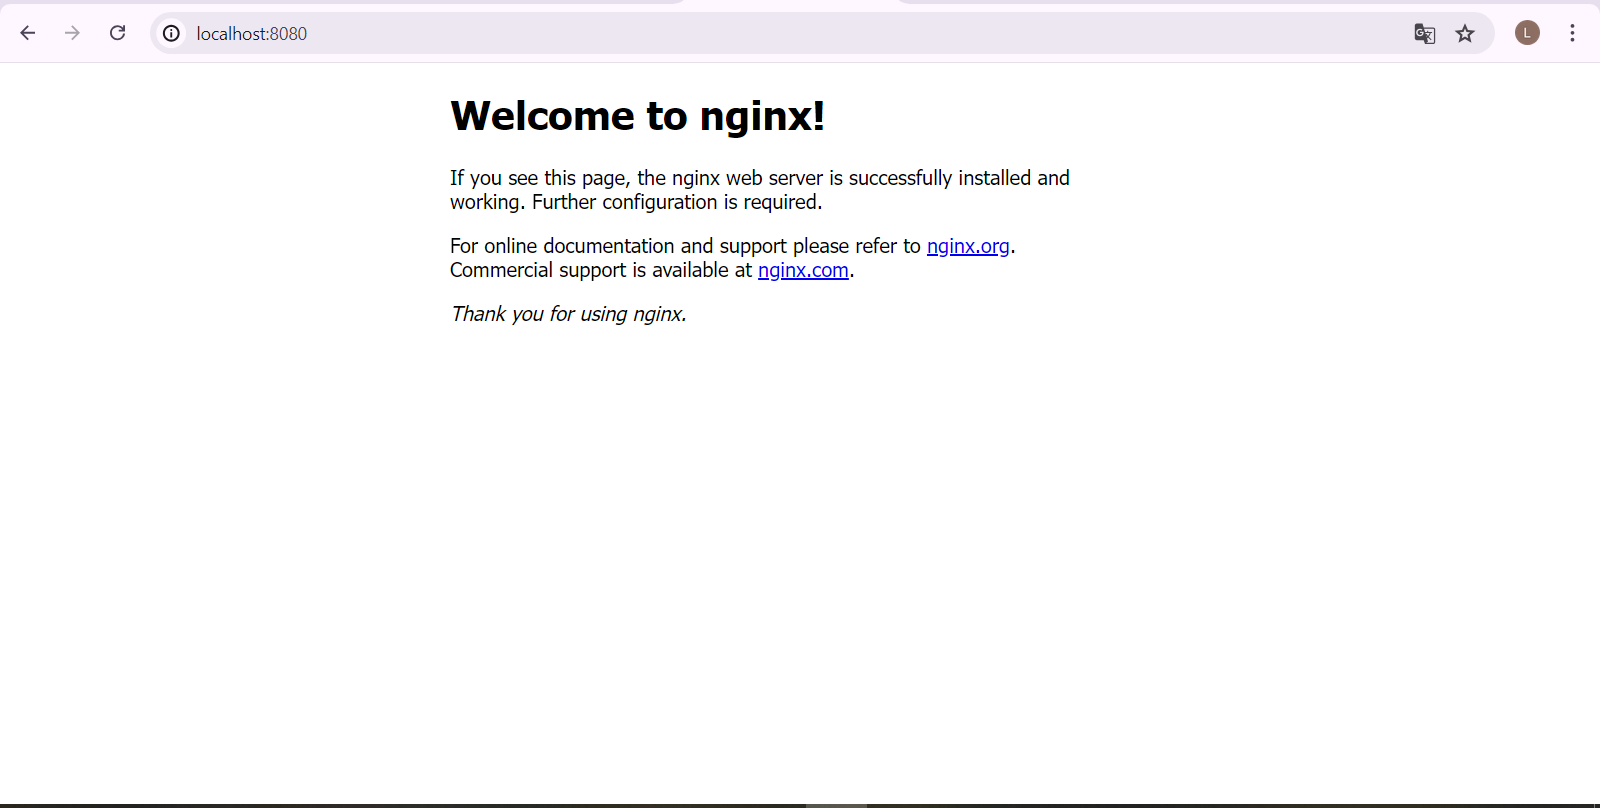 localhost:8080
L
Welcome to nginx!
If you see this page, the nginx web server is successfully installed and
working. Further configuration is required.
For online documentation and support please refer to nginx.org.
Commercial support is available at nginx.com.
Thank you for using nginx.